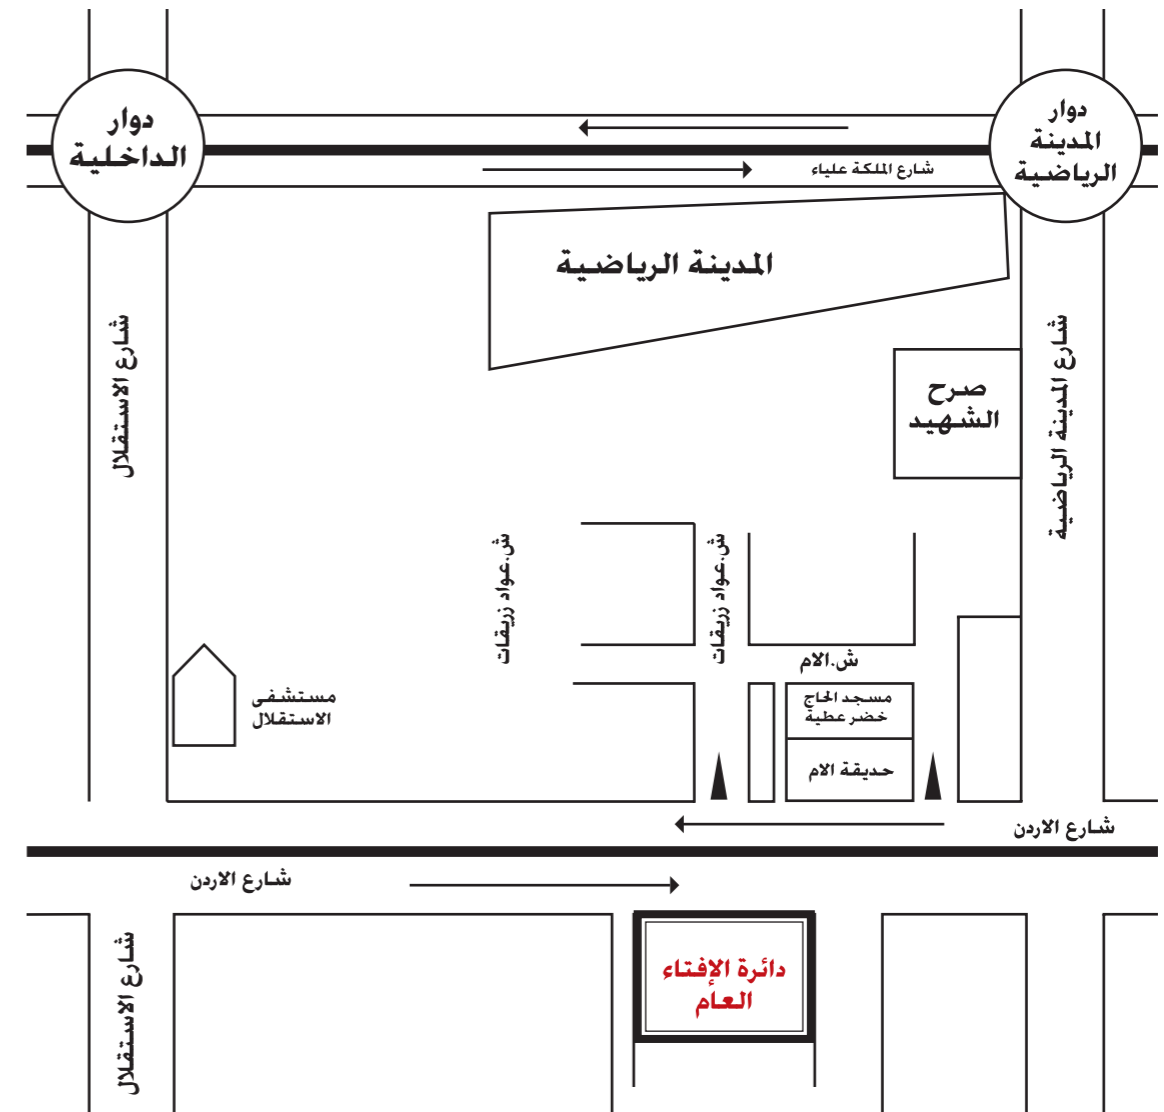 دوار
المدينة
الرياضية
دوار
الداخلية
شارع الملكة علياء
المدينة الرياضية
شارع المدينة الرياضية
شارع الاستقلال
صرح
الشهيد
ش.عواد زريقات
ش.عواد زريقات
ش.الام
مسجد الحاج
خضر عطية
حديقة الام
مستشفى
الاستقلال
شارع الاردن
شارع الاردن
دائرة الإفتاء
العام
شارع الاستقلال